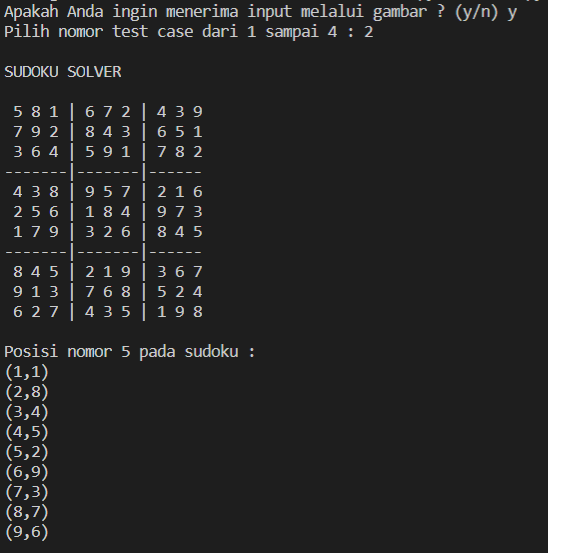 Apakah Anda ingin menerima input melalui gambar ? (y/n) y
Pilih nomor test case dari 1 sampai 4 : 2
SUDOKU SOLVER
5 8 1 | 6 7 2 | 4 3 9
7 9 2 | 8 4 3 | 6 5 1
3 6 4 | 5 9 1 | 7 8 2
-------|-------|------
4 3 8 | 9 5 7 | 2 1 6
2 5 6 | 1 8 4 | 9 7 3
1 7 9 | 3 2 6 | 8 4 5
-------|-------|------
8 4 5 | 2 1 9 | 3 6 7
9 1 3 | 7 6 8 | 5 2 4
6 2 7 | 4 3 5 | 1 9 8
Posisi nomor 5 pada sudoku :
(1,1)
(2,8)
(3,4)
(4,5)
(5,2)
(6,9)
(7,3)
(8,7)
(9,6)